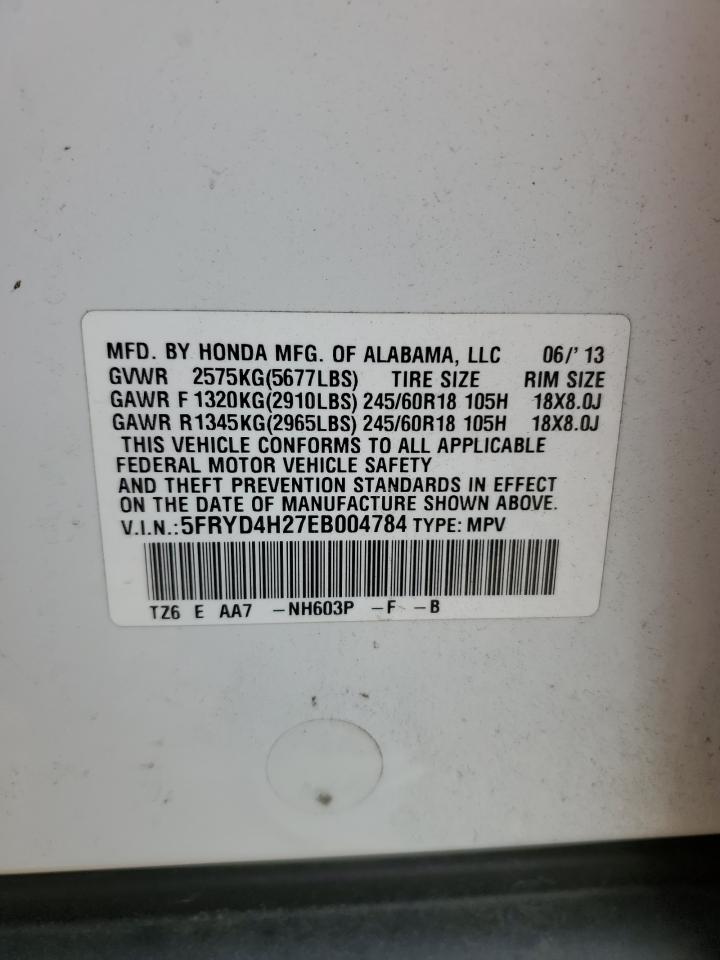 MFD. BY HONDA MFG. OF ALABAMA, LLC 06/'13
GVWR 2575KG(5677LBS) TIRE SIZE RIM SIZE
GAWR F 1320KG(2910LBS) 245/60R18 105H 18X8.0J
GAWR R 1345KG(2965LBS) 245/60R18 105H 18X8.0J
THIS VEHICLE CONFORMS TO ALL APPLICABLE
FEDERAL MOTOR VEHICLE SAFETY
AND THEFT PREVENTION STANDARDS IN EFFECT
ON THE DATE OF MANUFACTURE SHOWN ABOVE.
V.I.N.:5FRYD4H27EB004784 TYPE: MPV
TZ6 E AA7 -NH603P -F -B